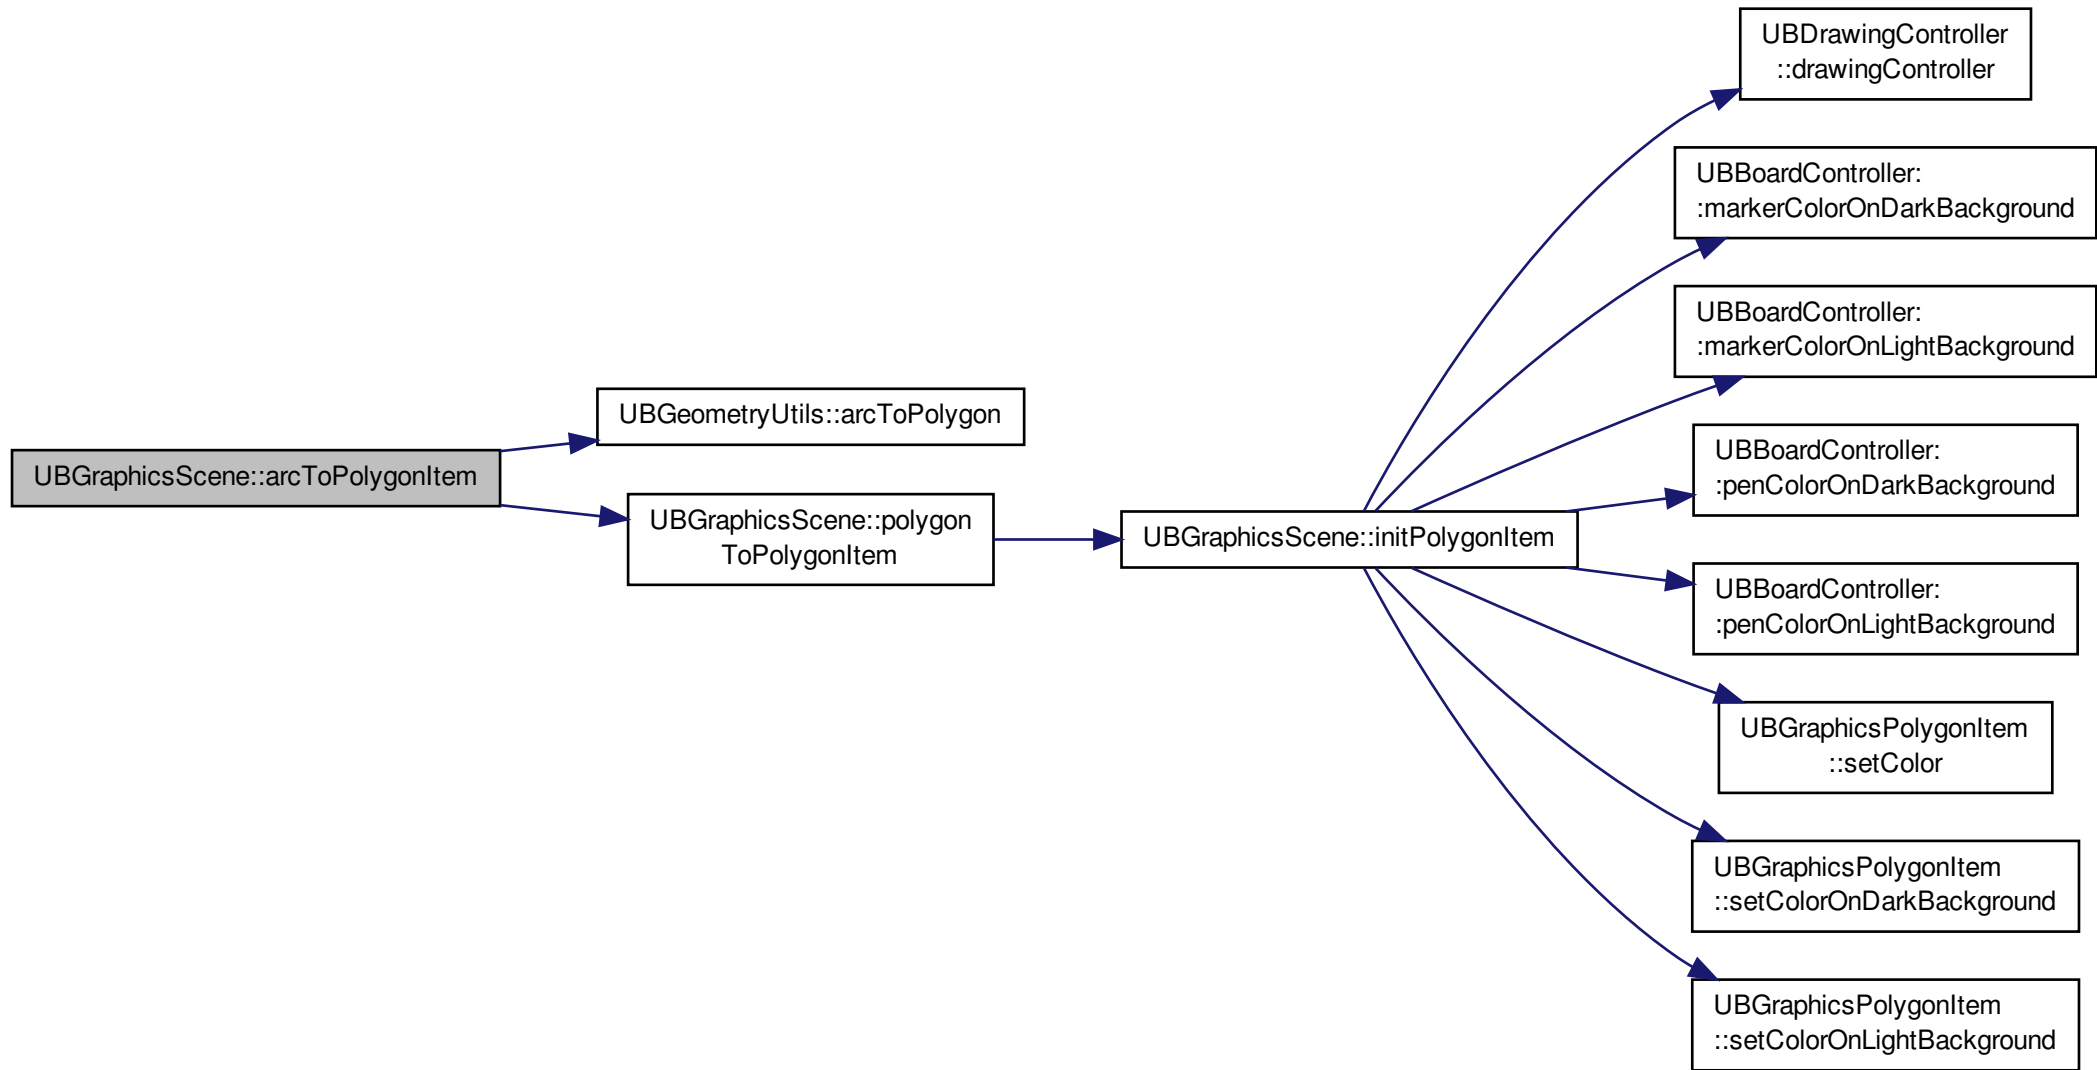 UBGraphicsScene::arcToPolygonItem
UBGeometryUtils::arcToPolygon
UBGraphicsScene::polygon
ToPolygonItem
UBGraphicsScene::initPolygonItem
UBDrawingController
::drawingController
UBBoardController:
:markerColorOnDarkBackground
UBBoardController:
:markerColorOnLightBackground
UBBoardController:
:penColorOnDarkBackground
UBBoardController:
:penColorOnLightBackground
UBGraphicsPolygonItem
::setColor
UBGraphicsPolygonItem
::setColorOnDarkBackground
UBGraphicsPolygonItem
::setColorOnLightBackground